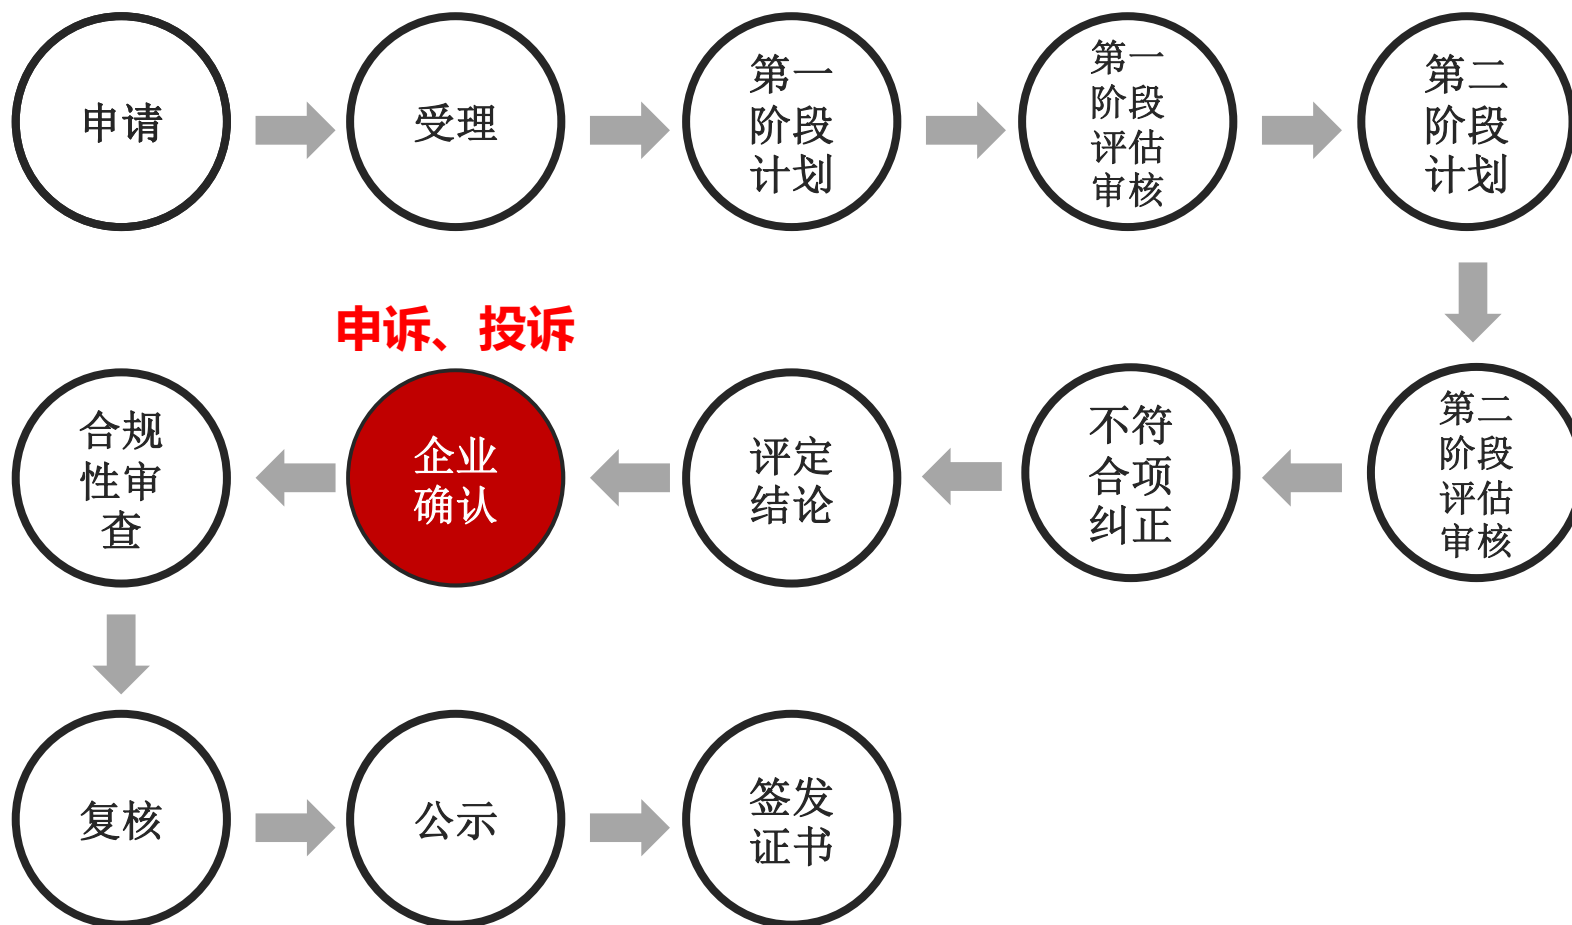 申请
受理
第一
阶段
计划
第一
阶段
评估
审核
第二
阶段
计划
第二
阶段
评估
审核
不符
合项
纠正
评定
结论
申诉、投诉
企业
确认
合规
性审
查
复核
公示
签发
证书